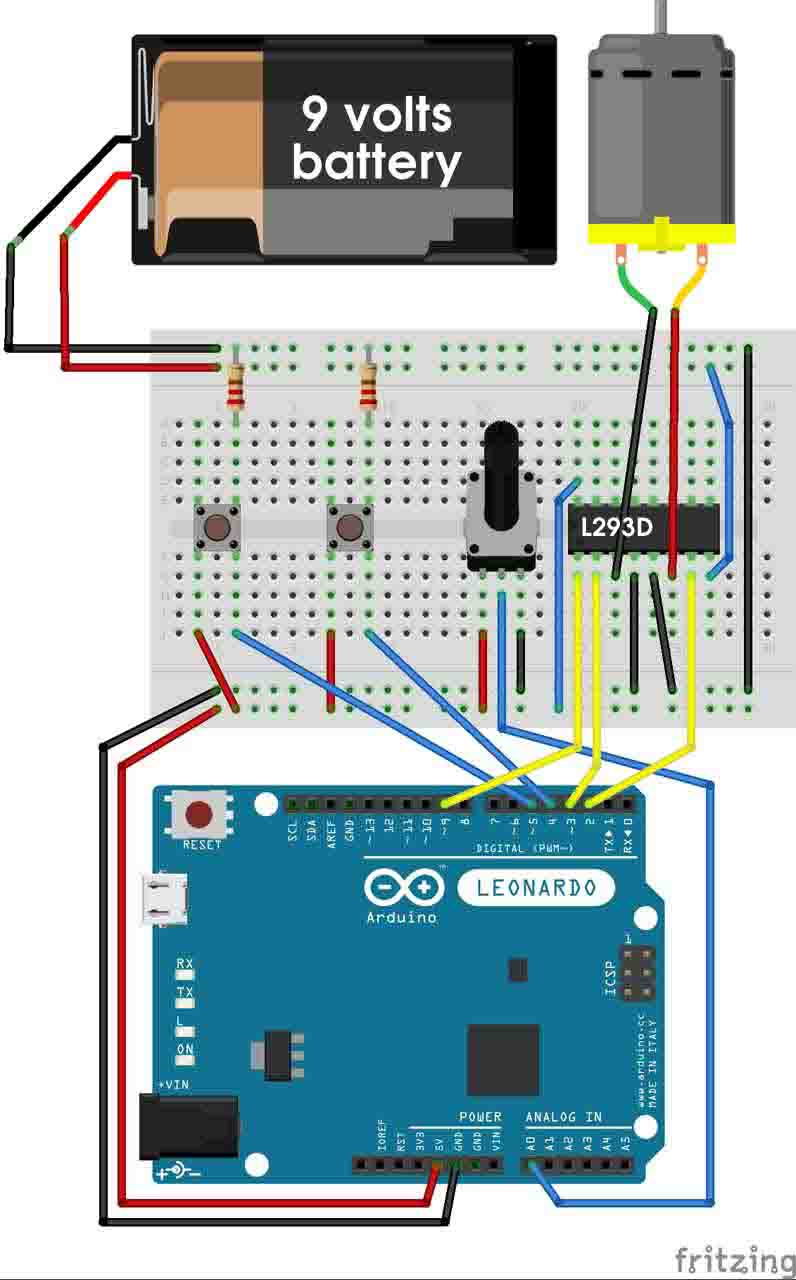 9 volts
battery
L293D
RESET
SCL
SDA
AREF
GND
~13
12
~11
~10
~9
8
7
~6
~5
4
~3
2
TX▶1
RX◀0
DIGITAL (PWM~)
LEONARDO
Arduino
RX
TX
L
ON
1
ICSP
www.arduino.cc
MADE IN ITALY
+VIN
POWER
ANALOG IN
IOREF
RST
3V3
5V
GND
GND
VIN
A0
A1
A2
A3
A4
A5
+ -
fritzing